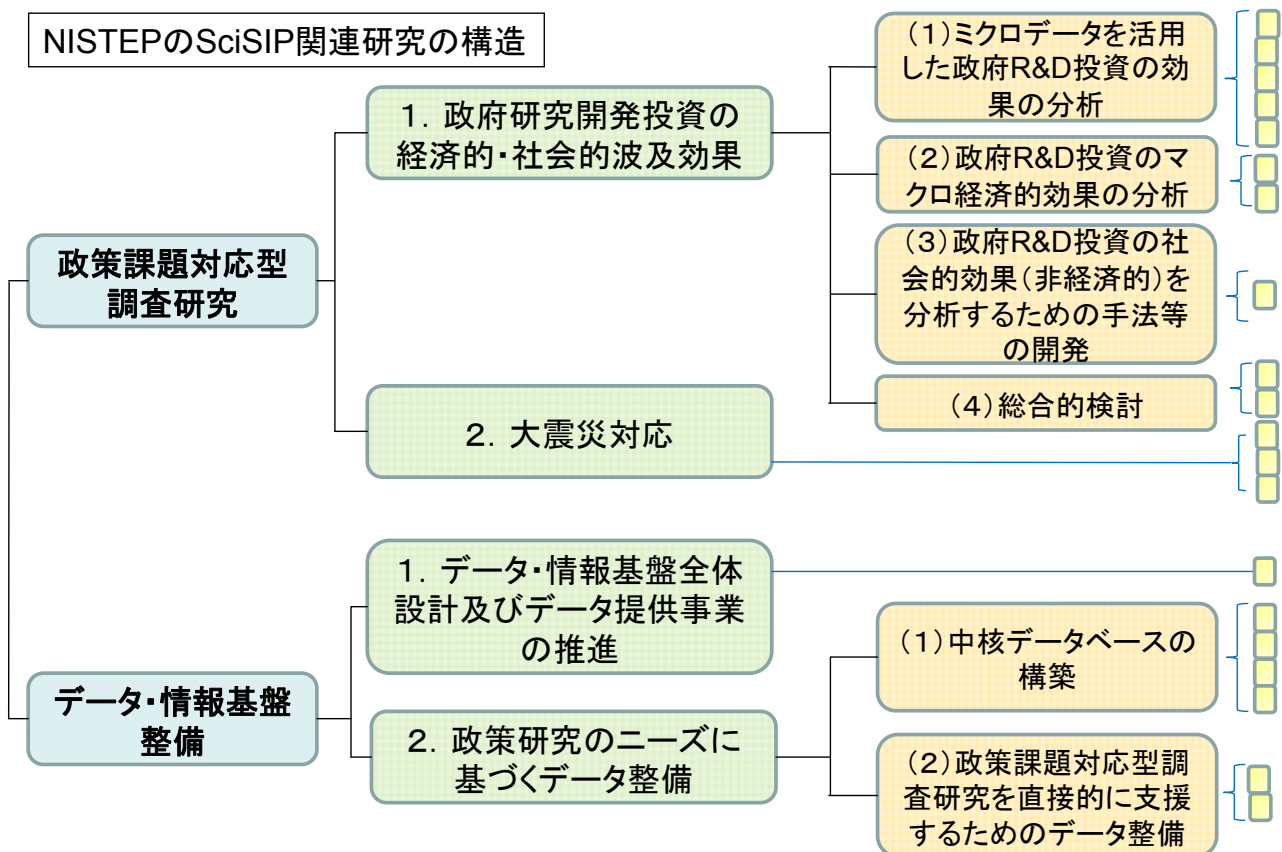 NISTEPのSciSIP関連研究の構造
政策課題対応型
調査研究
1．政府研究開発投資の
経済的・社会的波及効果
(1)ミクロデータを活用
した政府R&D投資の効
果の分析
(2)政府R&D投資のマ
クロ経済的効果の分析
(3)政府R&D投資の社
会的効果(非経済的)を
分析するための手法等
の開発
(4)総合的検討
2．大震災対応
データ・情報基盤
整備
1．データ・情報基盤全体
設計及びデータ提供事業
の推進
2．政策研究のニーズに
基づくデータ整備
(1)中核データベースの
構築
(2)政策課題対応型調
査研究を直接的に支援
するためのデータ整備